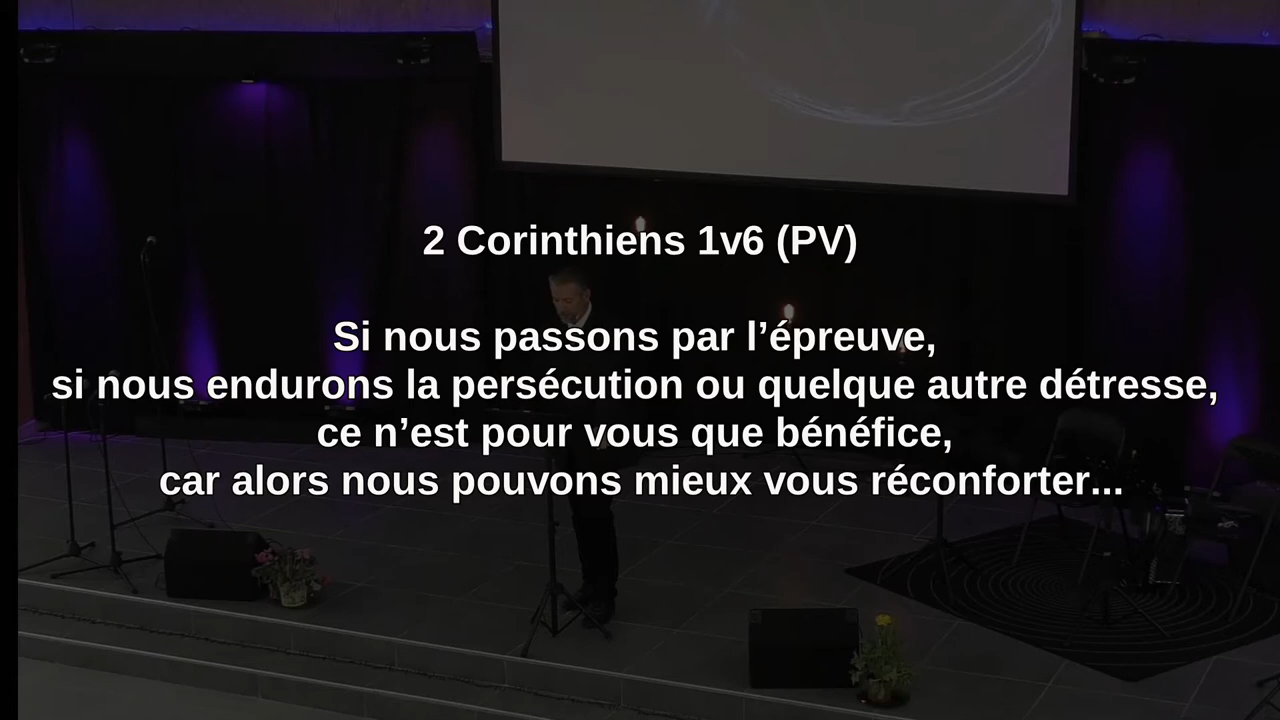 2 Corinthiens 1v6 (PV)
Si nous passons par l’épreuve,
si nous endurons la persécution ou quelque autre détresse,
ce n’est pour vous que bénéfice,
car alors nous pouvons mieux vous réconforter...